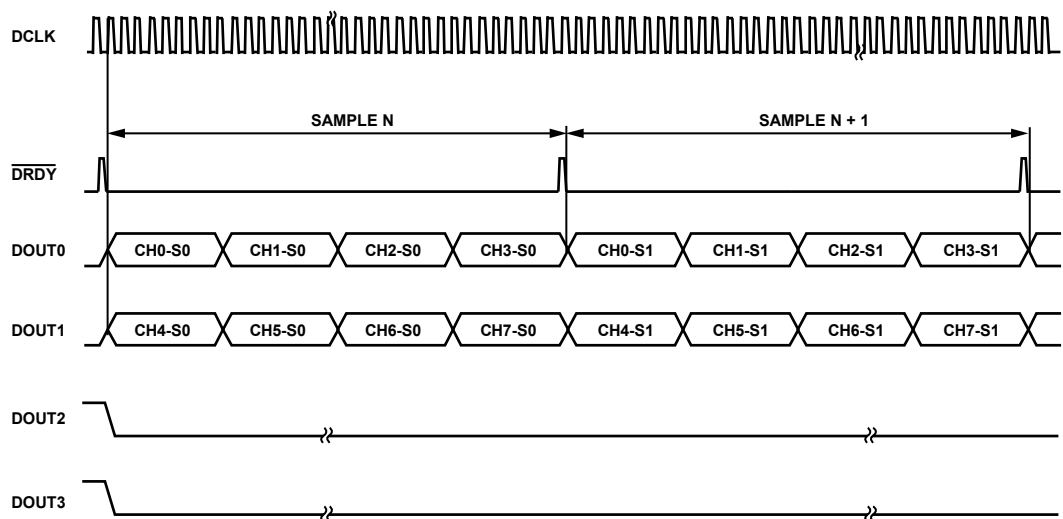 DCLK
SAMPLE N SAMPLE N + 1
DRDY
DOUT0 CH0-S0 CH1-S0 CH2-S0 CH3-S0 CH0-S1 CH1-S1 CH2-S1 CH3-S1
DOUT1 CH4-S0 CH5-S0 CH6-S0 CH7-S0 CH4-S1 CH5-S1 CH6-S1 CH7-S1
DOUT2
DOUT3